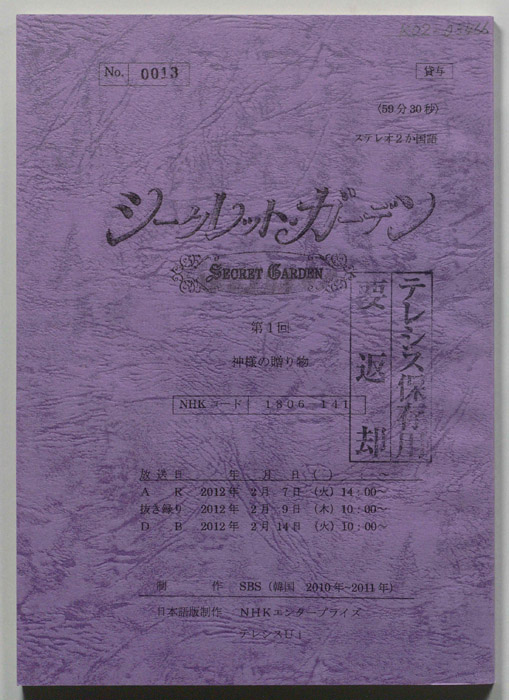 No. 0013
貸与
(59分30秒)
ステレオ2か国語
シークレット・ガーデン
SECRET GARDEN
テレシス保存用
要返却
第1回
神様の贈り物
NHKコード 1806-141
放送日 年 月 日 ( )
AR 2012年 2月 7日 (火) 14:00~
抜き録り 2012年 2月 9日 (木) 10:00~
DB 2012年 2月14日 (火) 10:00~
制作 SBS (韓国 2010年~2011年)
日本語版制作 NHKエンタープライズ